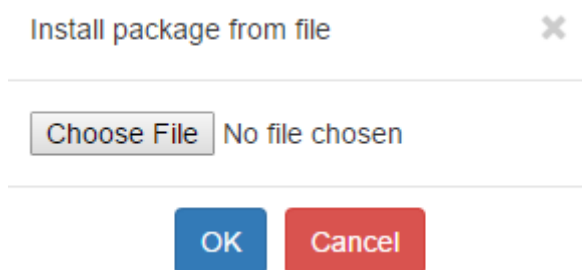 Install package from file
Choose File No file chosen
OK Cancel